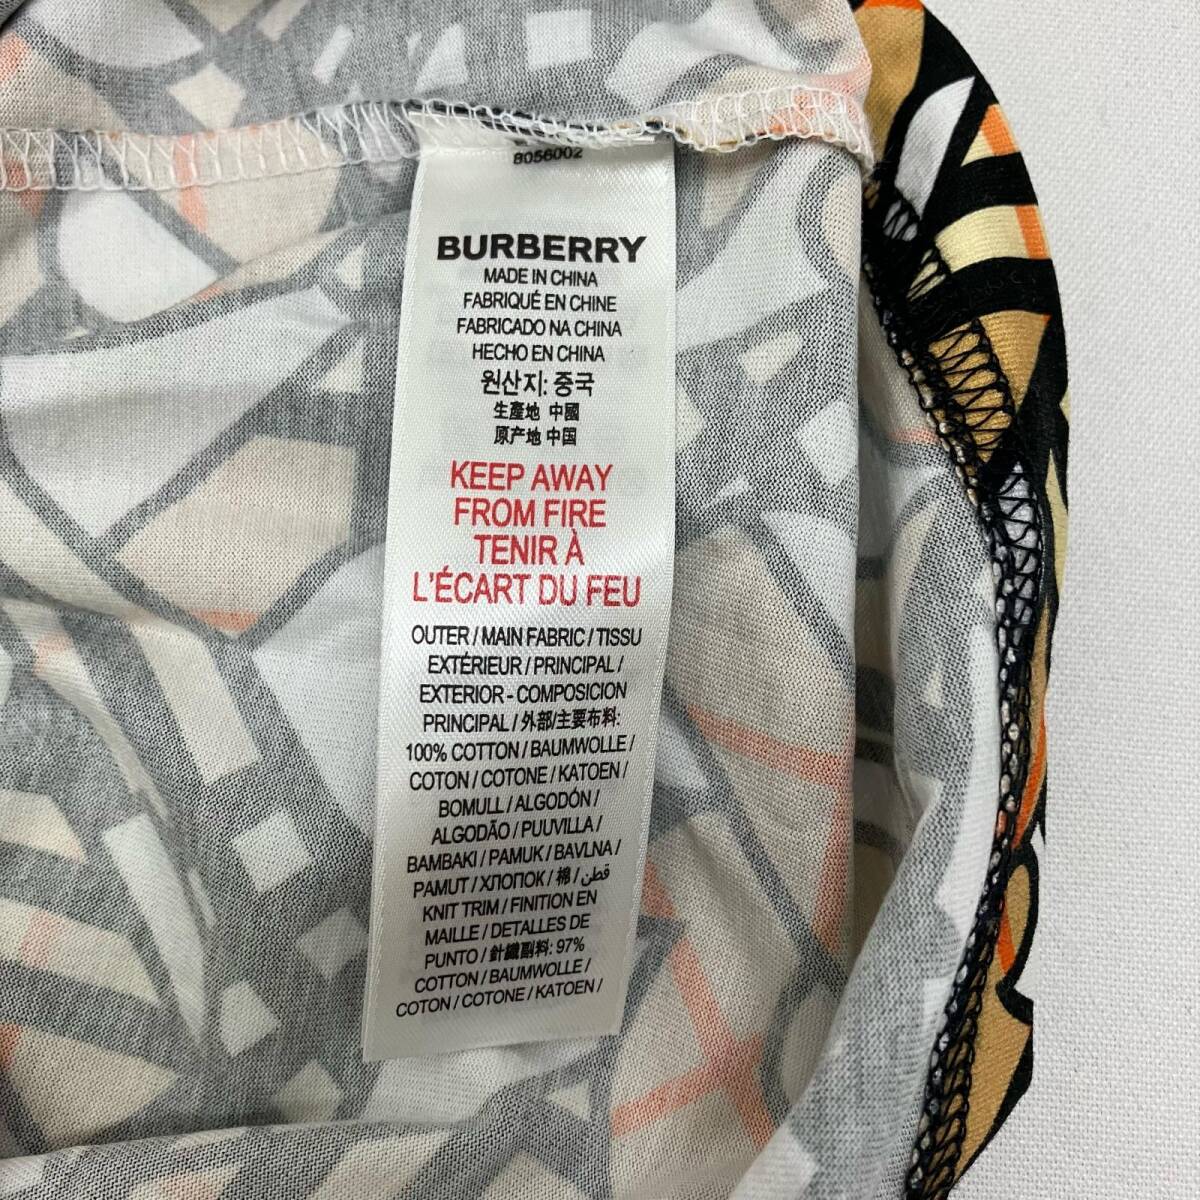 8056002
BURBERRY
MADE IN CHINA
FABRIQUÉ EN CHINE
FABRICADO NA CHINA
HECHO EN CHINA
원산지: 중국
生產地 中國
原产地 中国
KEEP AWAY
FROM FIRE
TENIR À
L'ÉCART DU FEU
OUTER / MAIN FABRIC / TISSU
EXTÉRIEUR / PRINCIPAL /
EXTERIOR - COMPOSICION
PRINCIPAL / 外部/主要布料:
100% COTTON / BAUMWOLLE /
COTON / COTONE / KATOEN /
BOMULL / ALGODÓN /
ALGODÃO / PUUVILLA /
BAMBAKI / PAMUK / BAVLNA /
PAMUT / ХЛОПОК / 棉 / قطن /
KNIT TRIM / FINITION EN
MAILLE / DETALLES DE
PUNTO / 針織副料: 97%
COTTON / BAUMWOLLE /
COTON / COTONE / KATOEN /